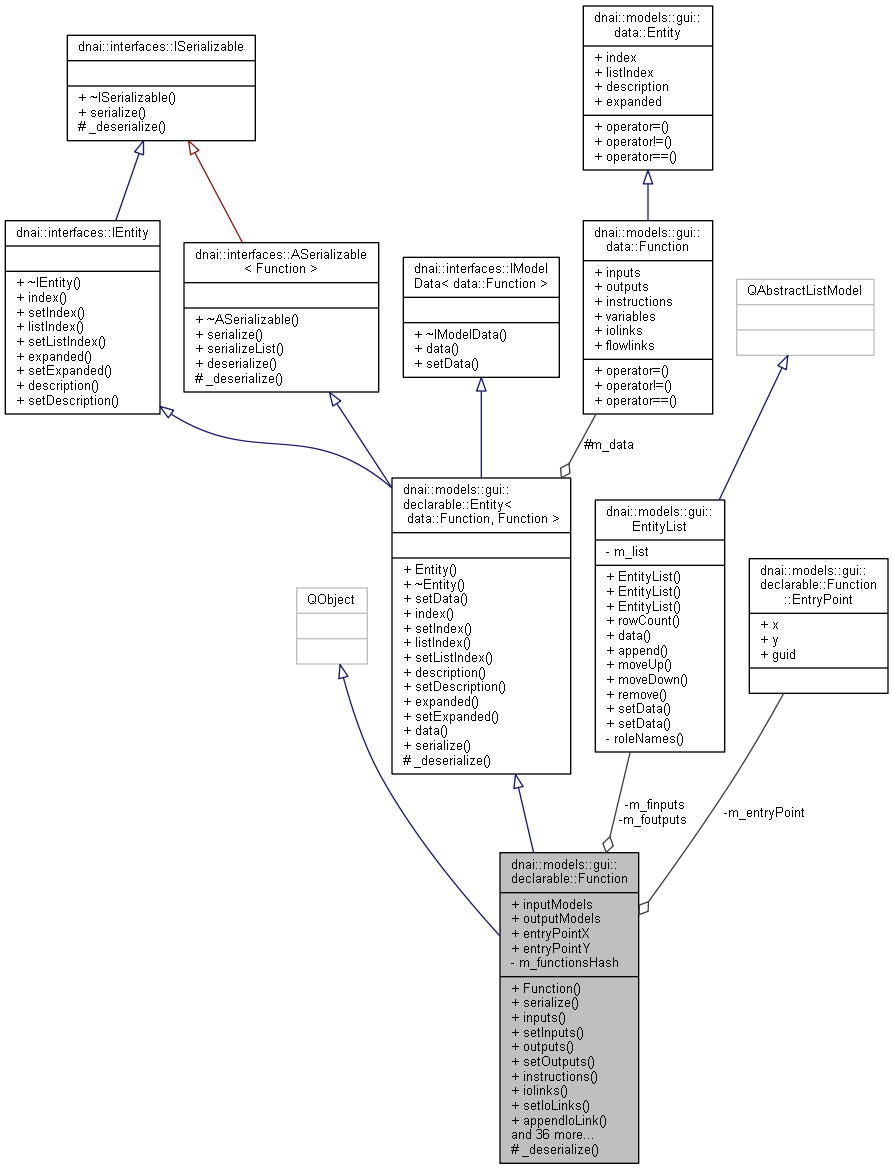 dnai::models::gui::
data::Entity
+ index
+ listIndex
+ description
+ expanded
+ operator=()
+ operator!=()
+ operator==()
dnai::interfaces::ISerializable
+ ~ISerializable()
+ serialize()
# _deserialize()
dnai::interfaces::IEntity
+ ~IEntity()
+ index()
+ setIndex()
+ listIndex()
+ setListIndex()
+ expanded()
+ setExpanded()
+ description()
+ setDescription()
dnai::interfaces::ASerializable
< Function >
+ ~ASerializable()
+ serialize()
+ serializeList()
+ deserialize()
# _deserialize()
dnai::interfaces::IModel
Data< data::Function >
+ ~IModelData()
+ data()
+ setData()
dnai::models::gui::
data::Function
+ inputs
+ outputs
+ instructions
+ variables
+ iolinks
+ flowlinks
+ operator=()
+ operator!=()
+ operator==()
QAbstractListModel
#m_data
dnai::models::gui::
declarable::Entity<
data::Function, Function >
+ Entity()
+ ~Entity()
+ setData()
+ index()
+ setIndex()
+ listIndex()
+ setListIndex()
+ description()
+ setDescription()
+ expanded()
+ setExpanded()
+ data()
+ serialize()
# _deserialize()
dnai::models::gui::
EntityList
- m_list
+ EntityList()
+ EntityList()
+ EntityList()
+ rowCount()
+ data()
+ append()
+ moveUp()
+ moveDown()
+ remove()
+ setData()
+ setData()
- roleNames()
dnai::models::gui::
declarable::Function
::EntryPoint
+ x
+ y
+ guid
QObject
-m_finputs
-m_foutputs
-m_entryPoint
dnai::models::gui::
declarable::Function
+ inputModels
+ outputModels
+ entryPointX
+ entryPointY
- m_functionsHash
+ Function()
+ serialize()
+ inputs()
+ setInputs()
+ outputs()
+ setOutputs()
+ instructions()
+ iolinks()
+ setIoLinks()
+ appendIoLink()
and 36 more...
# _deserialize()